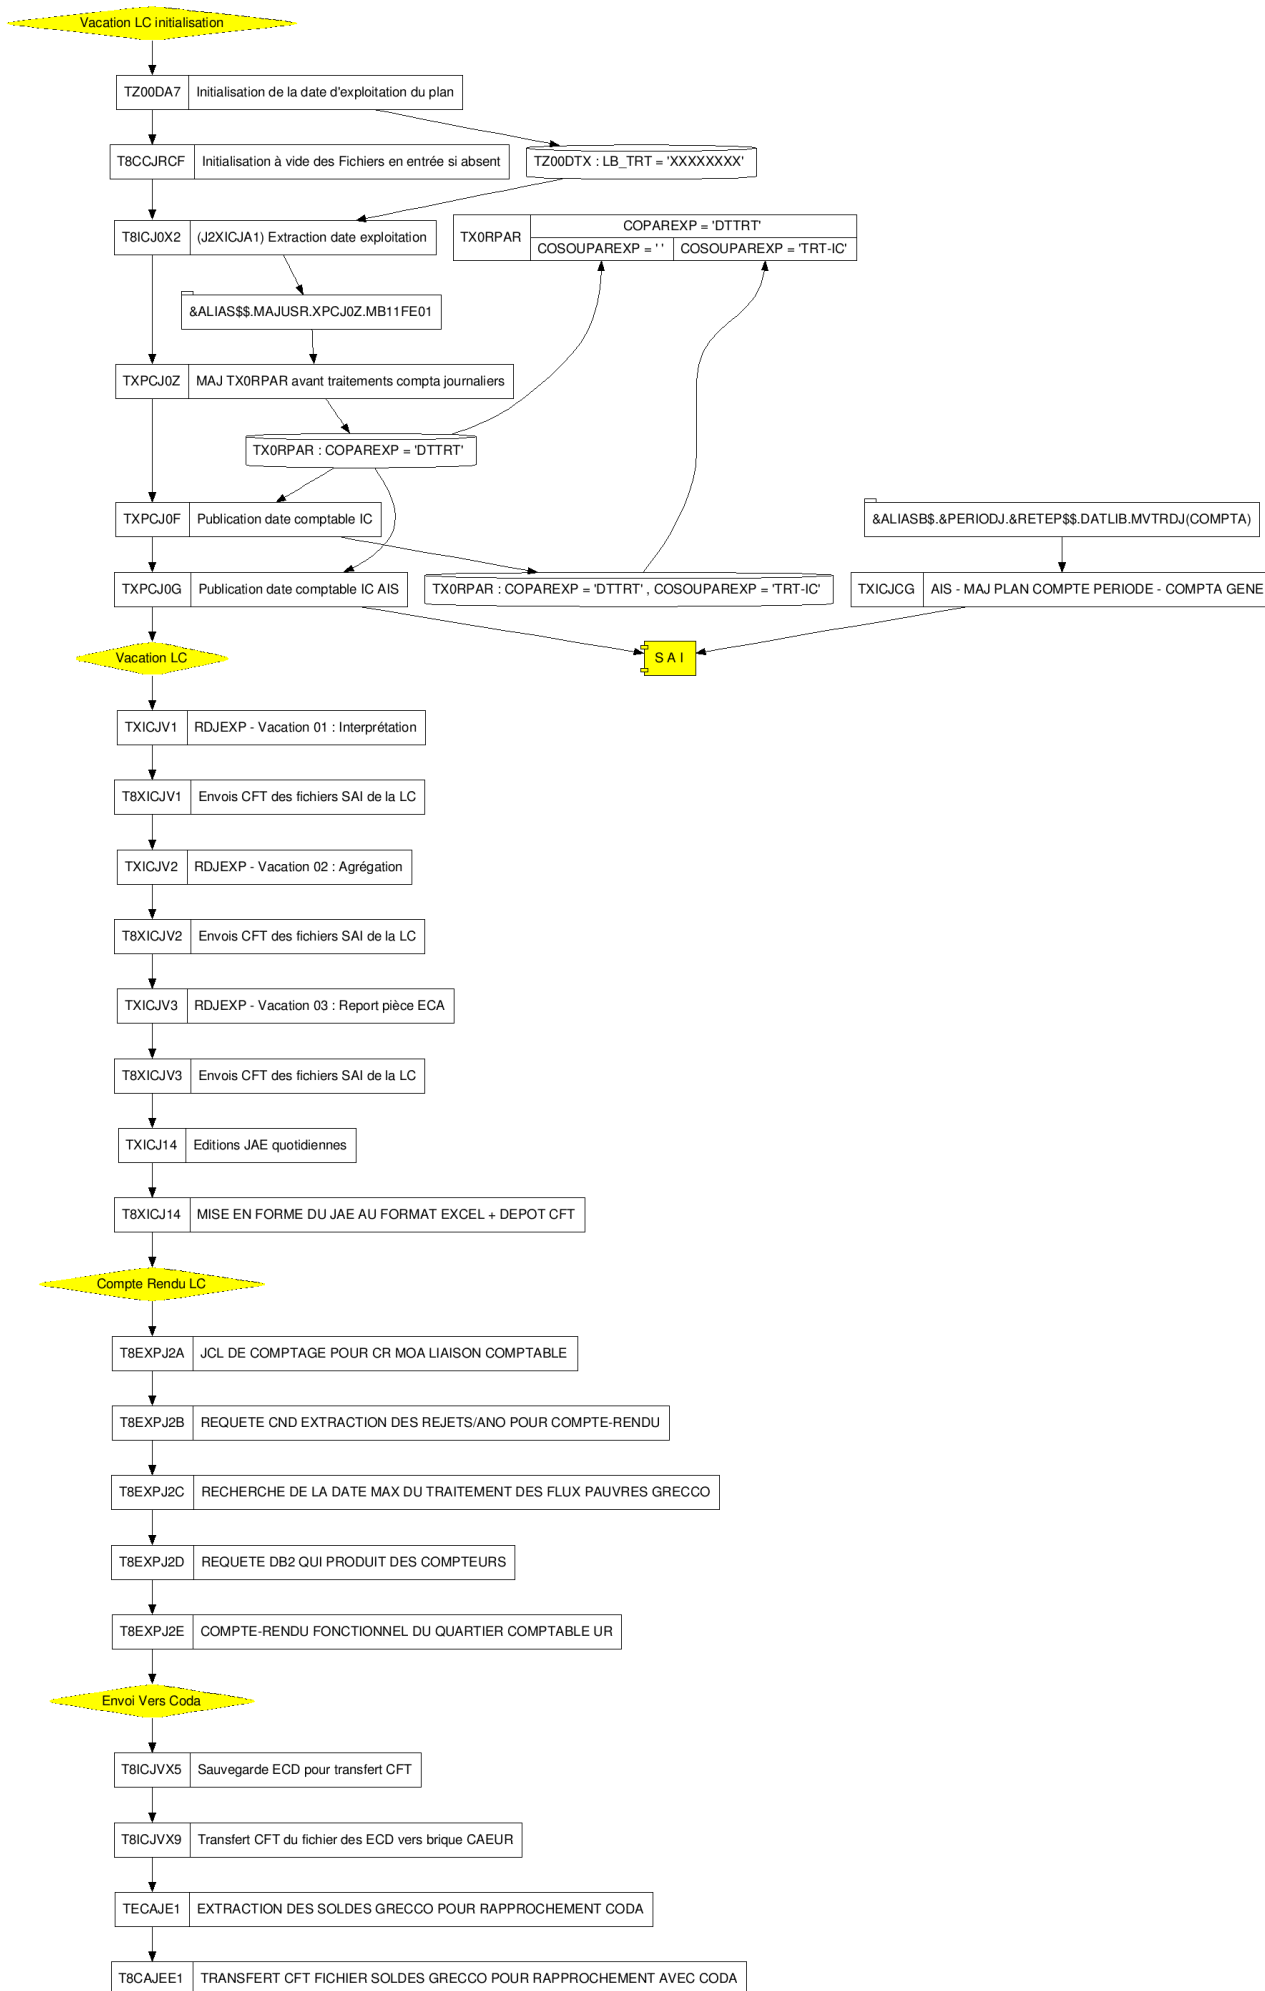 Vacation LC initialisation
TZ00DA7 Initialisation de la date d'exploitation du plan
T8CCJRCF Initialisation à vide des Fichiers en entrée si absent
TZ00DTX : LB_TRT = 'XXXXXXXX'
T8ICJ0X2 (J2XICJA1) Extraction date exploitation
TX0RPAR
COPAREXP = 'DTTRT'
COSOUPAREXP = ' ' COSOUPAREXP = 'TRT-IC'
&ALIAS$$.MAJUSR.XPCJ0Z.MB11FE01
TXPCJ0Z MAJ TX0RPAR avant traitements compta journaliers
TX0RPAR : COPAREXP = 'DTTRT'
TXPCJ0F Publication date comptable IC
&ALIASB$.&PERIODJ.&RETEP$$.DATLIB.MVTRDJ(COMPTA)
TXPCJ0G Publication date comptable IC AIS
TX0RPAR : COPAREXP = 'DTTRT' , COSOUPAREXP = 'TRT-IC'
TXICJCG AIS - MAJ PLAN COMPTE PERIODE - COMPTA GENE
Vacation LC
S A I
TXICJV1 RDJEXP - Vacation 01 : Interprétation
T8XICJV1 Envois CFT des fichiers SAI de la LC
TXICJV2 RDJEXP - Vacation 02 : Agrégation
T8XICJV2 Envois CFT des fichiers SAI de la LC
TXICJV3 RDJEXP - Vacation 03 : Report pièce ECA
T8XICJV3 Envois CFT des fichiers SAI de la LC
TXICJ14 Editions JAE quotidiennes
T8XICJ14 MISE EN FORME DU JAE AU FORMAT EXCEL + DEPOT CFT
Compte Rendu LC
T8EXPJ2A JCL DE COMPTAGE POUR CR MOA LIAISON COMPTABLE
T8EXPJ2B REQUETE CND EXTRACTION DES REJETS/ANO POUR COMPTE-RENDU
T8EXPJ2C RECHERCHE DE LA DATE MAX DU TRAITEMENT DES FLUX PAUVRES GRECCO
T8EXPJ2D REQUETE DB2 QUI PRODUIT DES COMPTEURS
T8EXPJ2E COMPTE-RENDU FONCTIONNEL DU QUARTIER COMPTABLE UR
Envoi Vers Coda
T8ICJVX5 Sauvegarde ECD pour transfert CFT
T8ICJVX9 Transfert CFT du fichier des ECD vers brique CAEUR
TECAJE1 EXTRACTION DES SOLDES GRECCO POUR RAPPROCHEMENT CODA
T8CAJEE1 TRANSFERT CFT FICHIER SOLDES GRECCO POUR RAPPROCHEMENT AVEC CODA